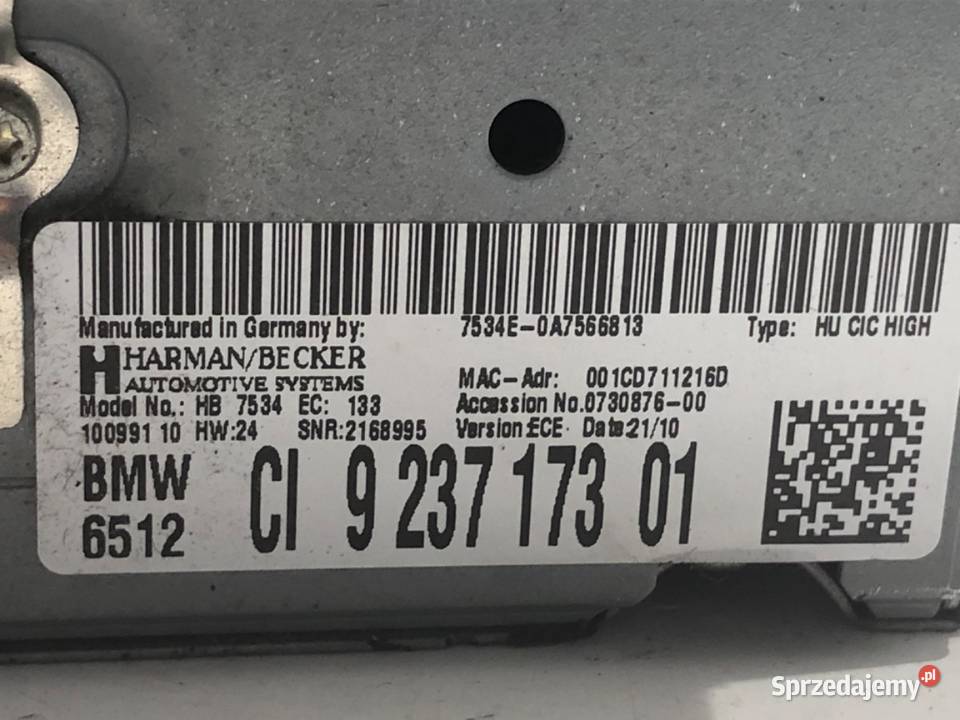 Manufactured in Germany by: 7534E-0A7566813 Type: HU CIC HIGH
HARMAN/BECKER
AUTOMOTIVE SYSTEMS
MAC-Adr: 001CD711216D
Model No.: HB 7534 EC: 133 Accession No.0730876-00
10099110 HW:24 SNR:2168995 Version:ECE Date:21/10
BMW
6512
CI 9 237 173 01
Sprzedajemy.pl